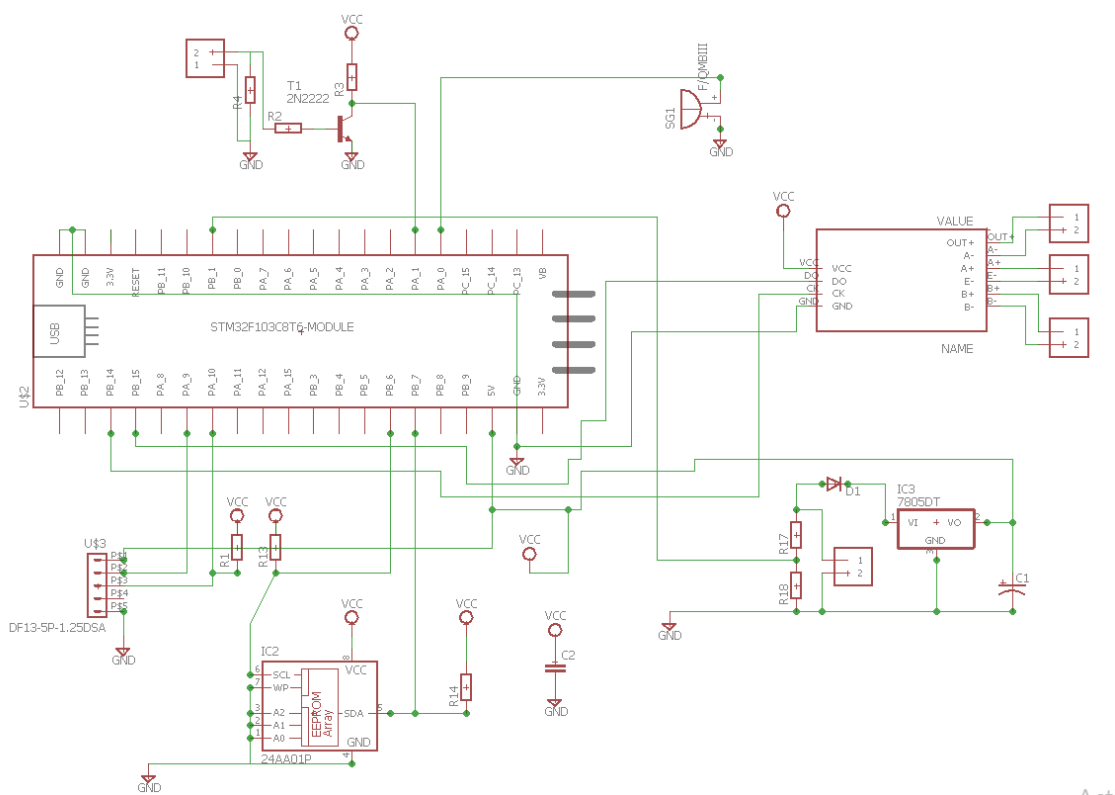 VCC
2
1
R4
T1
2N2222
R3
R2
GND
GND
F/QMBIII
SG1
GND
VCC
VALUE
OUT+
A-
A+
E-
B+
B-
OUT+
A-
A+
E-
B+
B-
VCC
DO
CK
GND
VCC
DO
CK
GND
NAME
1
2
1
2
1
2
GND
GND
3.3V
RESET
PB_11
PB_10
PB_1
PB_0
PA_7
PA_6
PA_5
PA_4
PA_3
PA_2
PA_1
PA_0
PC_15
PC_14
PC_13
VB
USB
STM32F103C8T6-MODULE
U$2
PB_12
PB_13
PB_14
PB_15
PA_8
PA_9
PA_10
PA_11
PA_12
PA_15
PB_3
PB_4
PB_5
PB_6
PB_7
PB_8
PB_9
5V
GND
3.3V
GND
VCC
VCC
R1
R13
U$3
P$1
P$2
P$3
P$4
P$5
DF13-5P-1.25DSA
GND
VCC
D1
IC3
7805DT
1
VI
VO
2
GND
3
R17
R18
1
2
C1
GND
VCC
VCC
VCC
C2
GND
IC2
6
7
3
2
1
SCL
WP
A2
A1
A0
8
VCC
EEPROM
Array
SDA
5
GND
4
24AA01P
R14
GND